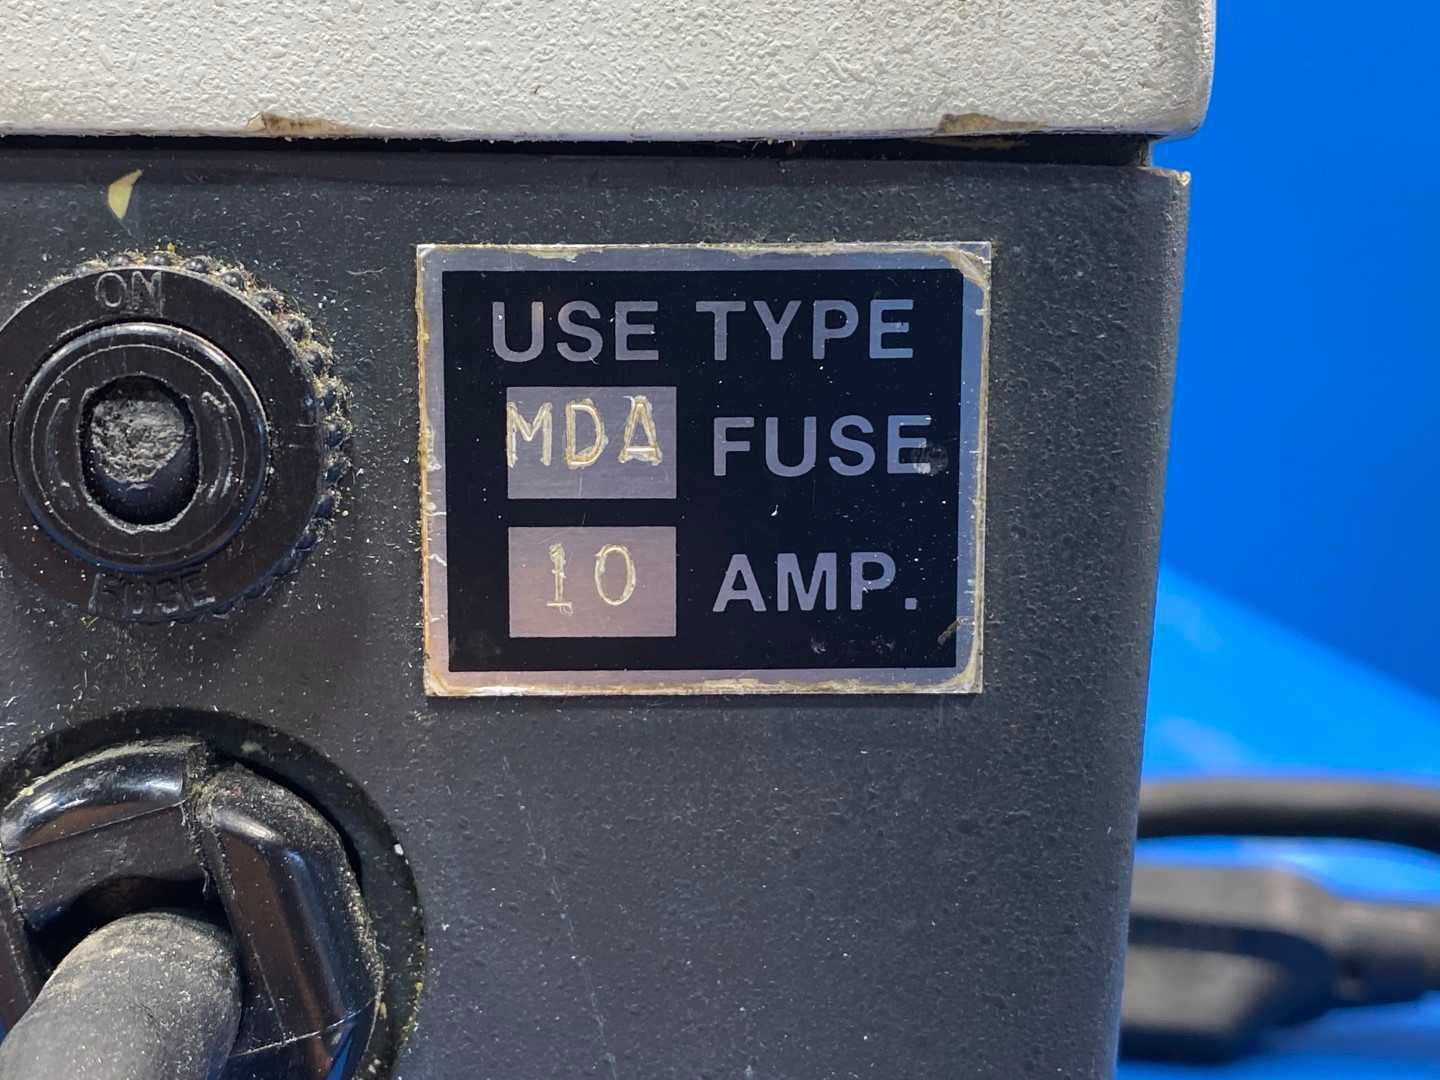 ON
FUSE
USE TYPE
MDA FUSE
10 AMP.